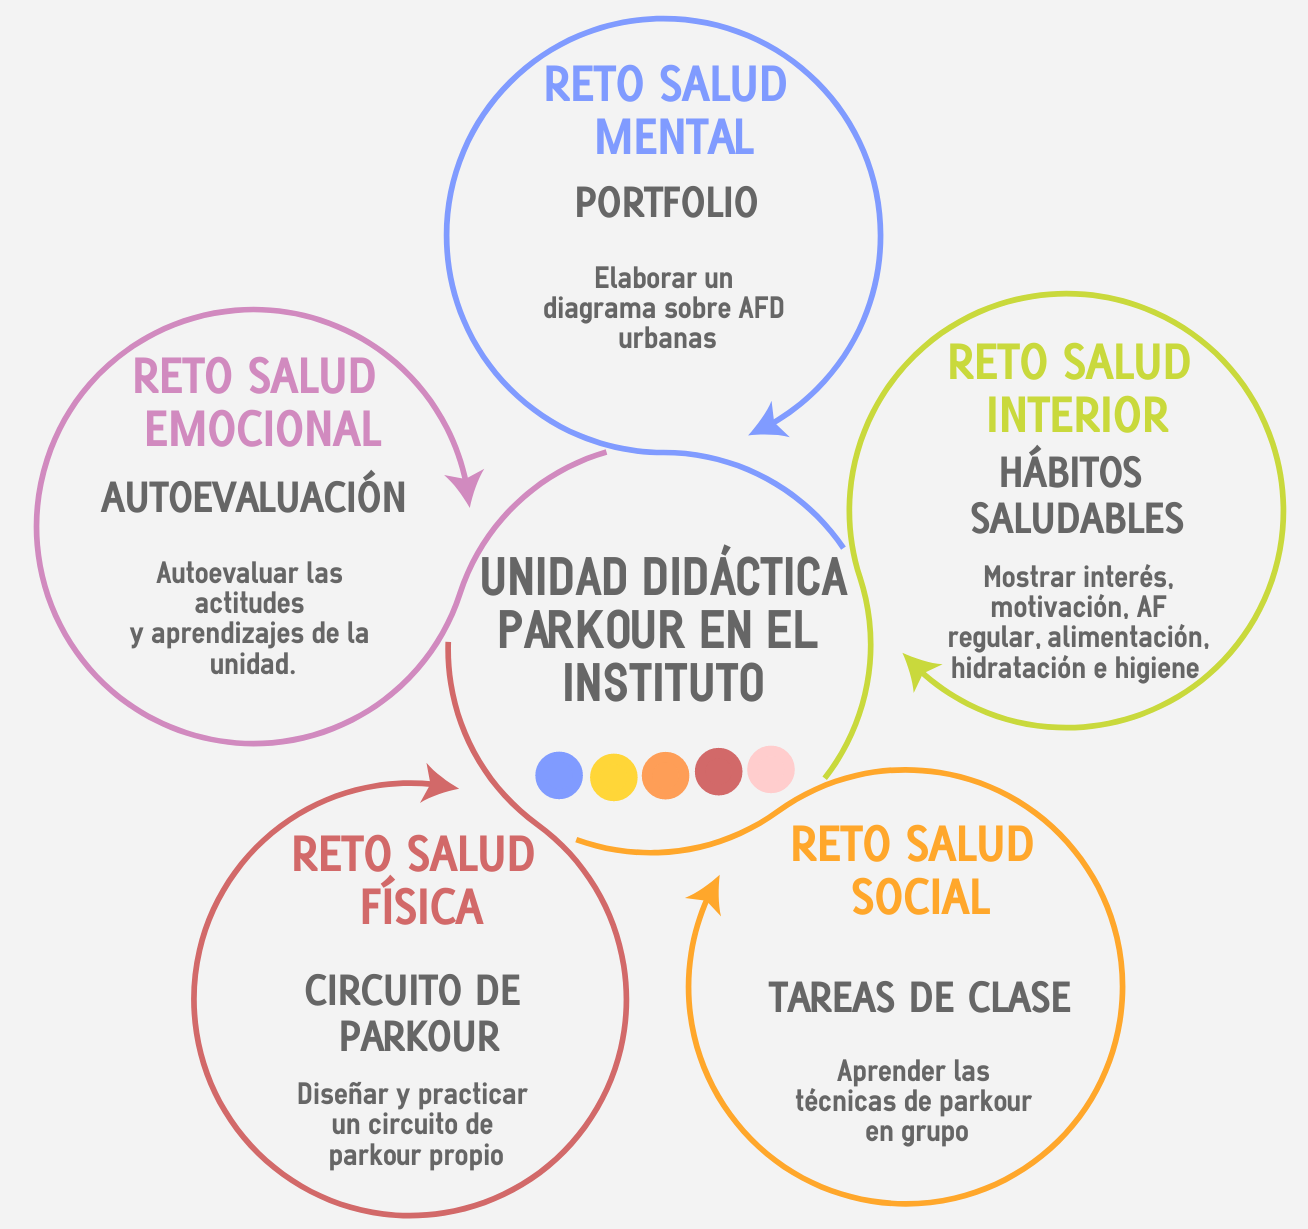 RETO SALUD
MENTAL
PORTFOLIO
Elaborar un
diagrama sobre AFD
urbanas
RETO SALUD
INTERIOR
HÁBITOS
SALUDABLES
Mostrar interés,
motivación, AF
regular, alimentación,
hidratación e higiene
RETO SALUD
EMOCIONAL
AUTOEVALUACIÓN
Autoevaluar las
actitudes
y aprendizajes de la
unidad.
UNIDAD DIDÁCTICA
PARKOUR EN EL
INSTITUTO
RETO SALUD
FÍSICA
CIRCUITO DE
PARKOUR
Diseñar y practicar
un circuito de
parkour propio
RETO SALUD
SOCIAL
TAREAS DE CLASE
Aprender las
técnicas de parkour
en grupo